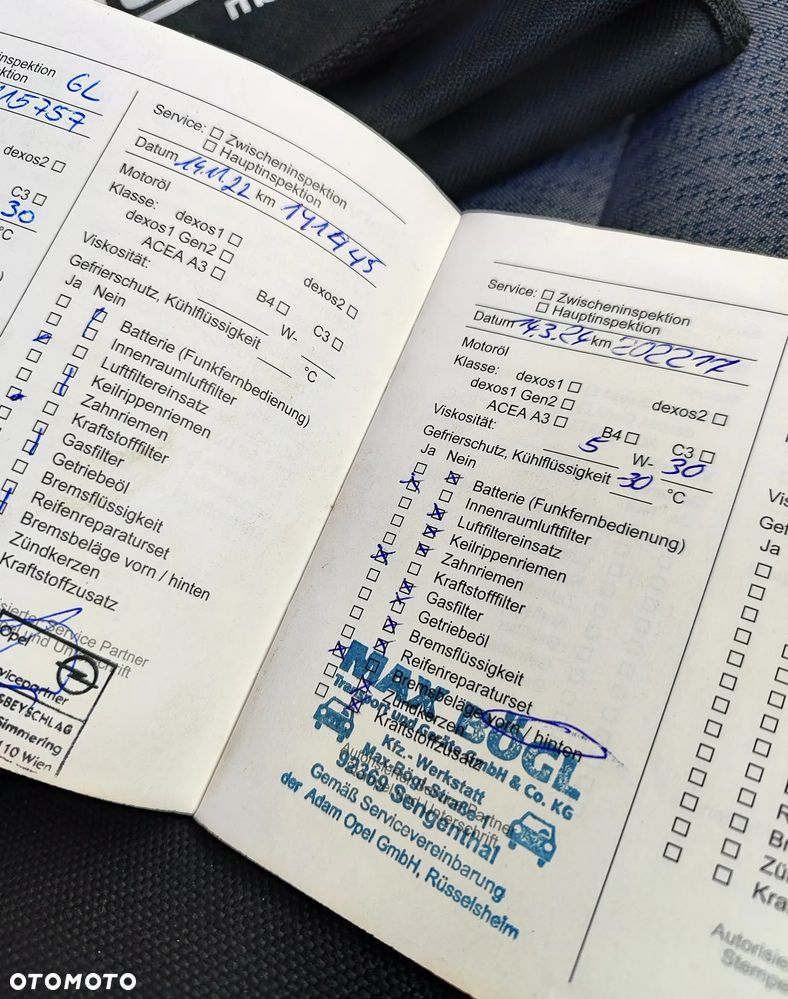 inspektion
ktion
GL
115757
dexos2
C3
30
°C
Service: Zwischeninspektion
Hauptinspektion
Datum 14.11.22 km 141445
Motoröl
Klasse: dexos1
dexos1 Gen2
dexos2
ACEA A3
B4
C3
Viskosität:
W-
Gefrierschutz, Kühlflüssigkeit
°C
Ja Nein
Batterie (Funkfernbedienung)
Innenraumluftfilter
Luftfiltereinsatz
Keilrippenriemen
Zahnriemen
Kraftstofffilter
Gasfilter
Getriebeöl
Bremsflüssigkeit
Reifenreparaturset
Bremsbeläge vorn / hinten
Zündkerzen
Kraftstoffzusatz
Service Partner
Opel
vicepartner
SBEYSCHLAG
Simmering
110 Wien
Service: Zwischeninspektion
Hauptinspektion
Datum 14.3.24 km 202217
Motoröl
Klasse: dexos1
dexos1 Gen2
dexos2
ACEA A3
B4
C3
Viskosität: 5 W- 30
Gefrierschutz, Kühlflüssigkeit -30 °C
Ja Nein
Batterie (Funkfernbedienung)
Innenraumluftfilter
Luftfiltereinsatz
Keilrippenriemen
Zahnriemen
Kraftstofffilter
Gasfilter
Getriebeöl
Bremsflüssigkeit
Reifenreparaturset
Bremsbeläge vorn / hinten
Zündkerzen
Kraftstoffzusatz
MAX BÖGL
Transport und Geräte GmbH & Co. KG
Kfz.- Werkstatt
Max-Bögl-Straße 1
92369 Sengenthal
Gemäß Servicevereinbarung
der Adam Opel GmbH, Rüsselsheim
Ja
OTOMOTO